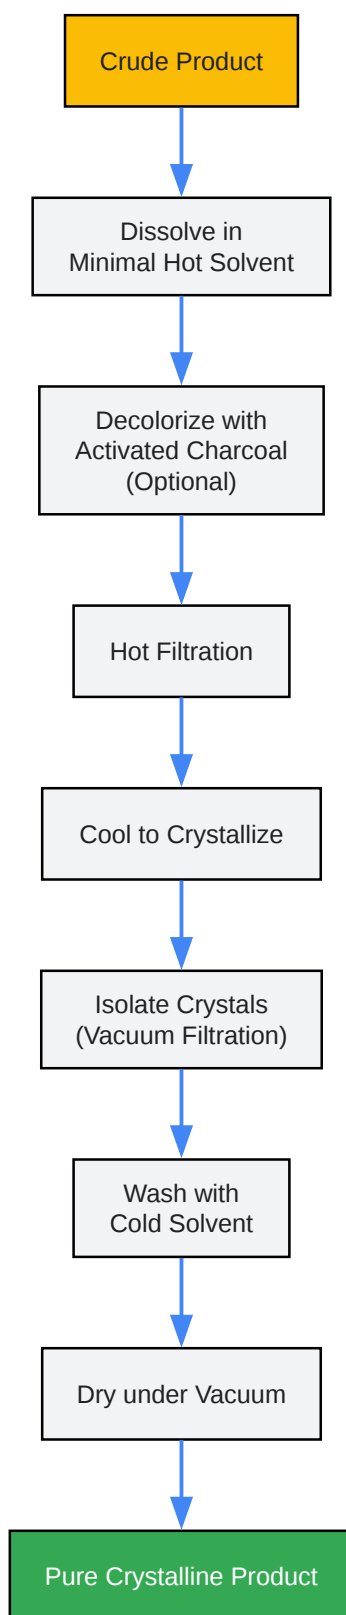 Crude Product
Dissolve in
Minimal Hot Solvent
Decolorize with
Activated Charcoal
(Optional)
Hot Filtration
Cool to Crystallize
Isolate Crystals
(Vacuum Filtration)
Wash with
Cold Solvent
Dry under Vacuum
Pure Crystalline Product